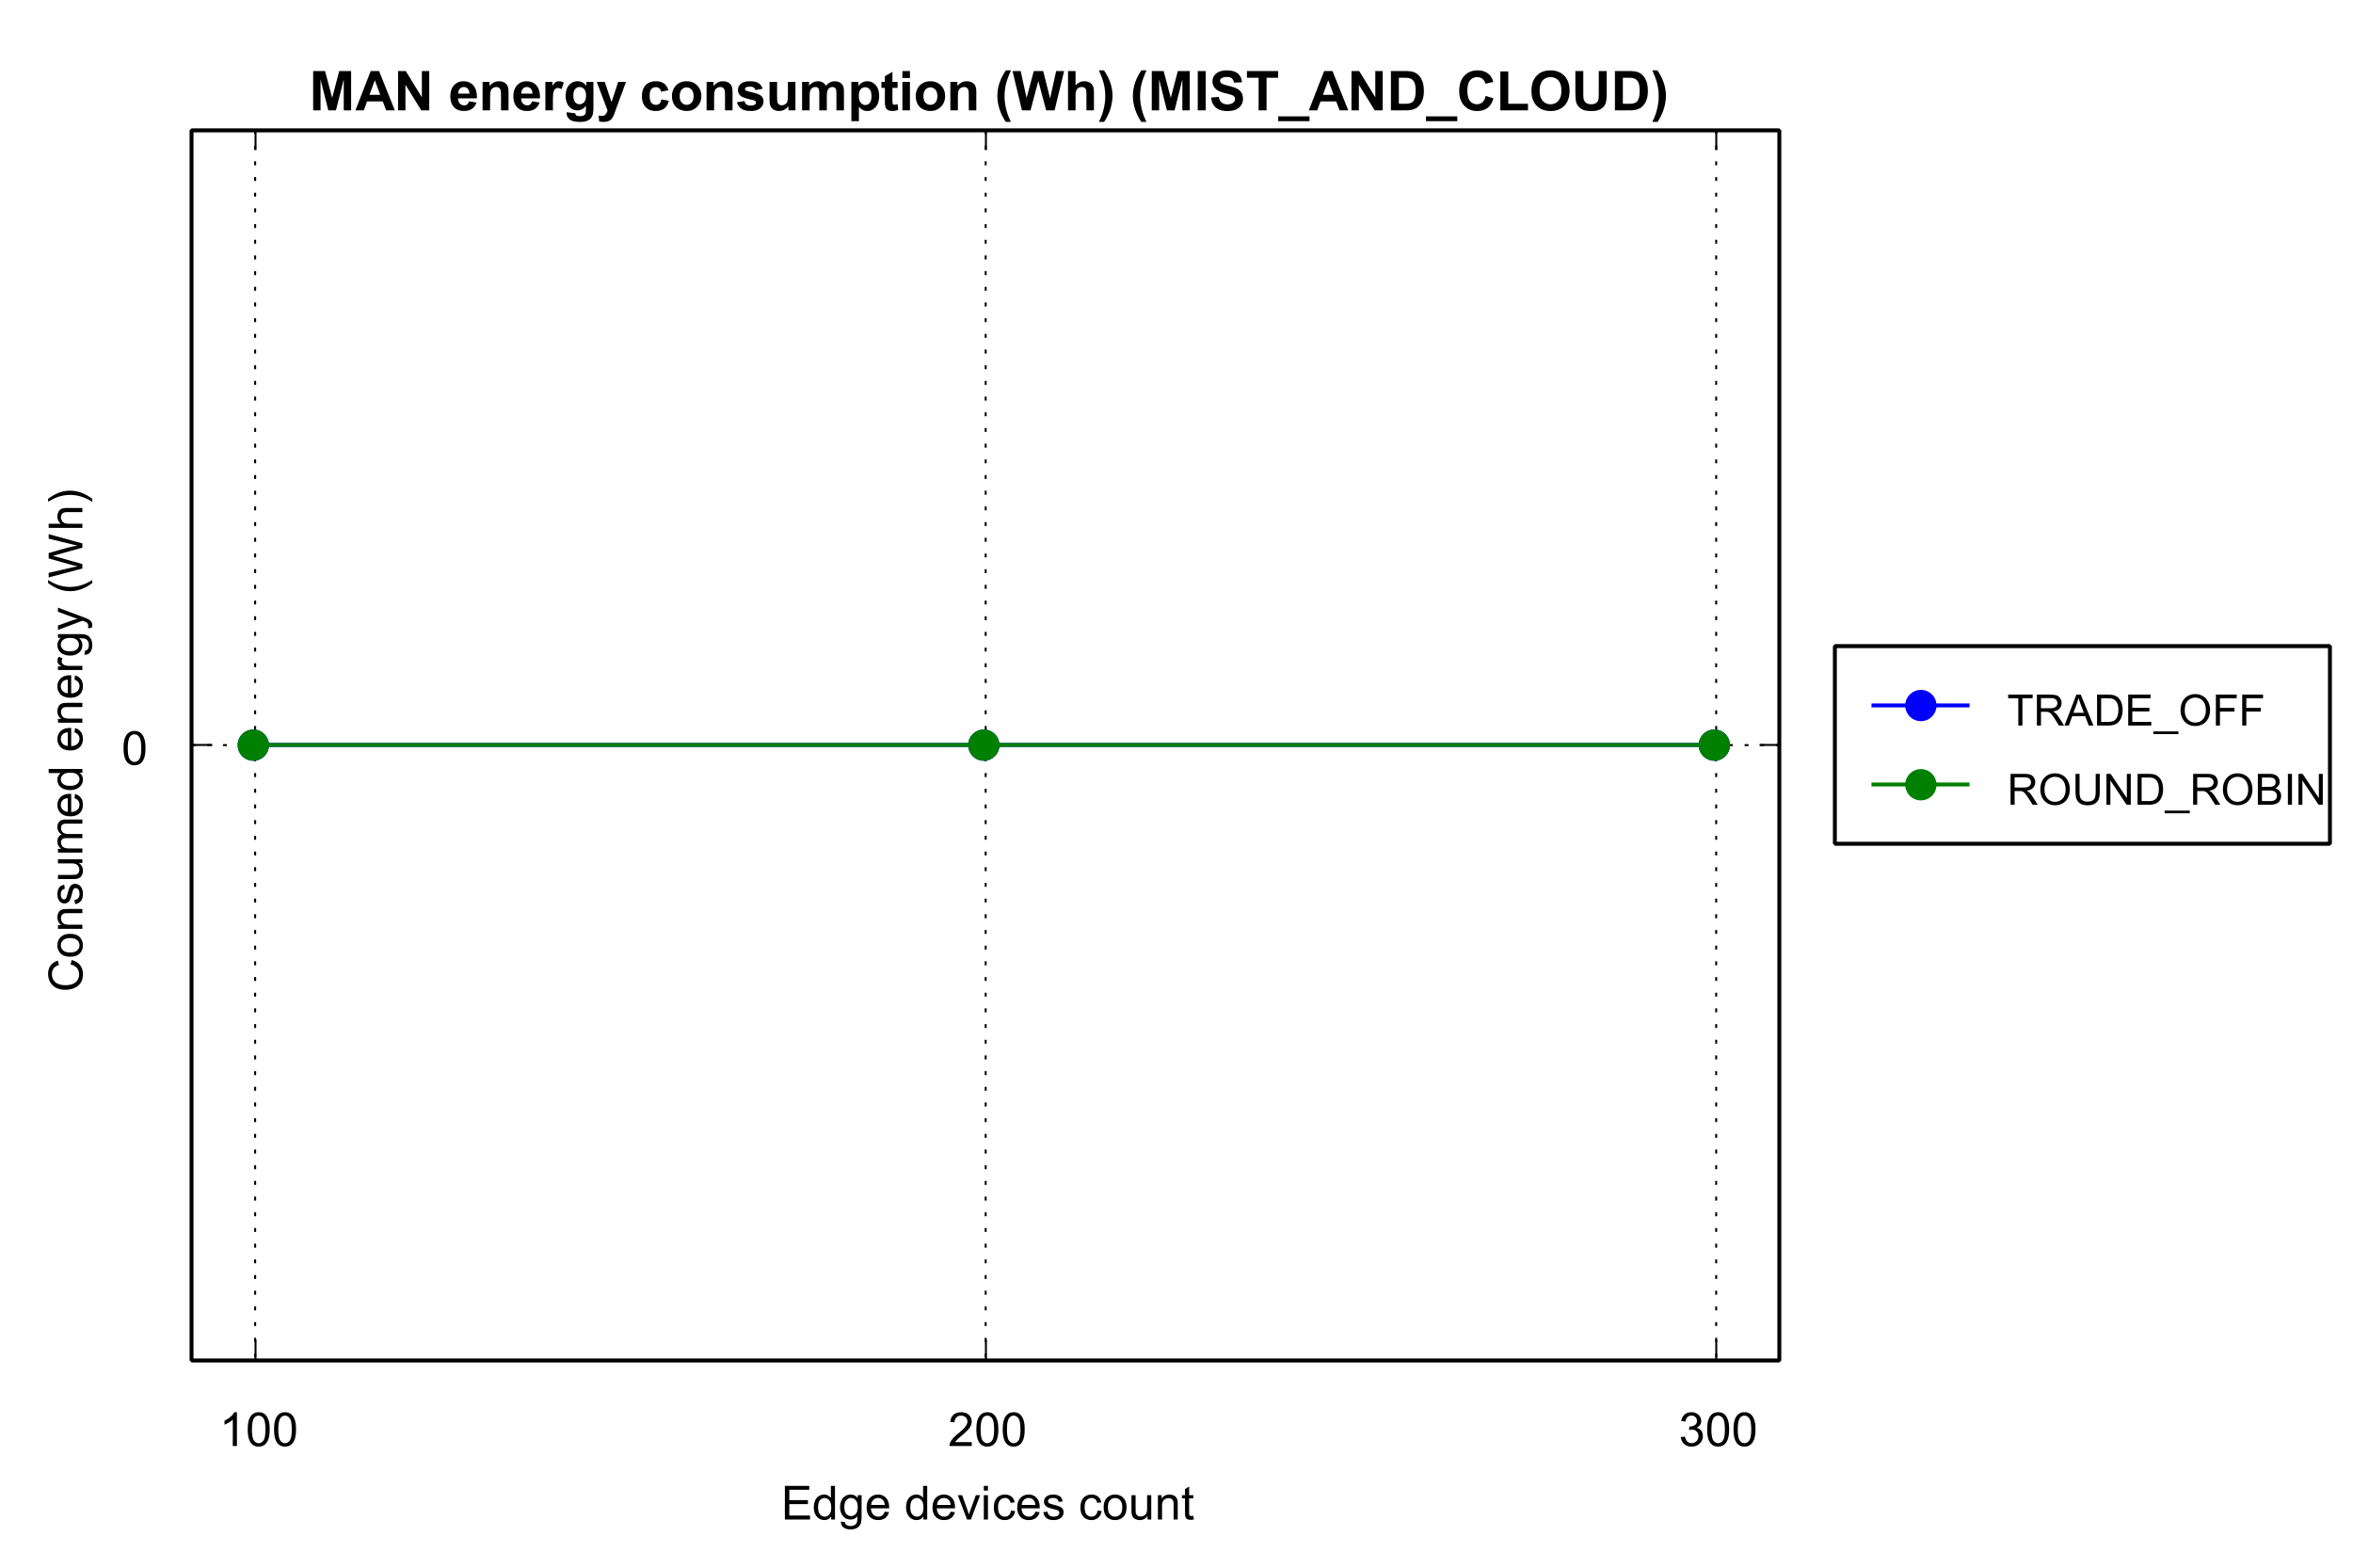 MAN energy consumption (Wh) (MIST_AND_CLOUD)
Consumed energy (Wh)
0
TRADE_OFF
ROUND_ROBIN
100 200 300
Edge devices count